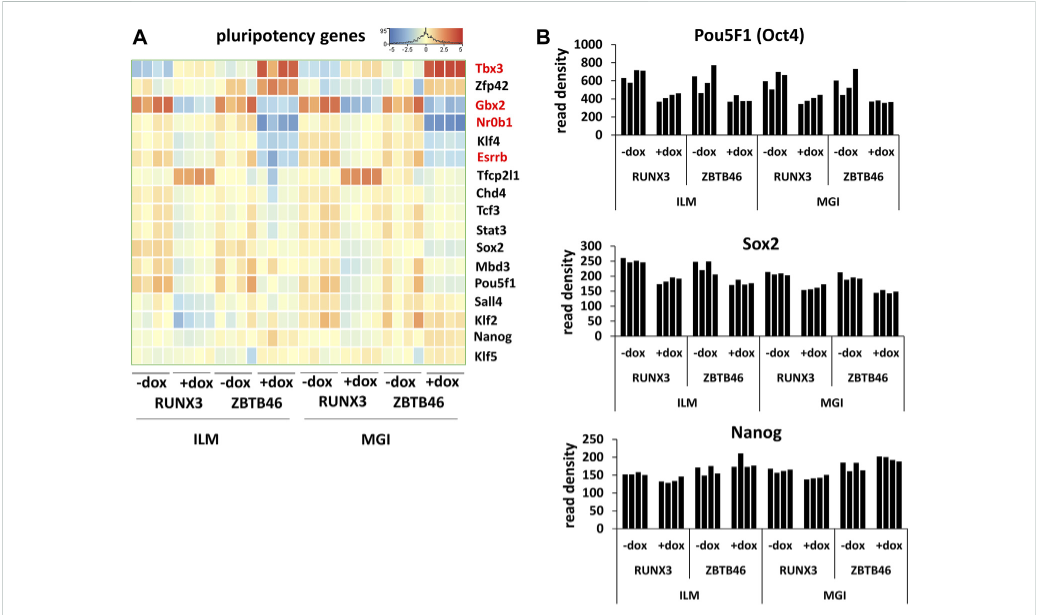 A
pluripotency genes
95
0
-5 -2.5 0 2.5 5
Tbx3
Zfp42
Gbx2
Nr0b1
Klf4
Esrrb
Tfcp2l1
Chd4
Tcf3
Stat3
Sox2
Mbd3
Pou5f1
Sall4
Klf2
Nanog
Klf5
-dox +dox -dox +dox -dox +dox -dox +dox
RUNX3 ZBTB46 RUNX3 ZBTB46
ILM MGI
B
Pou5F1 (Oct4)
read density
1000
800
600
400
200
0
-dox +dox -dox +dox -dox +dox -dox +dox
RUNX3 ZBTB46 RUNX3 ZBTB46
ILM MGI
Sox2
read density
300
250
200
150
100
50
0
-dox +dox -dox +dox -dox +dox -dox +dox
RUNX3 ZBTB46 RUNX3 ZBTB46
ILM MGI
Nanog
read density
250
200
150
100
50
0
-dox +dox -dox +dox -dox +dox -dox +dox
RUNX3 ZBTB46 RUNX3 ZBTB46
ILM MGI